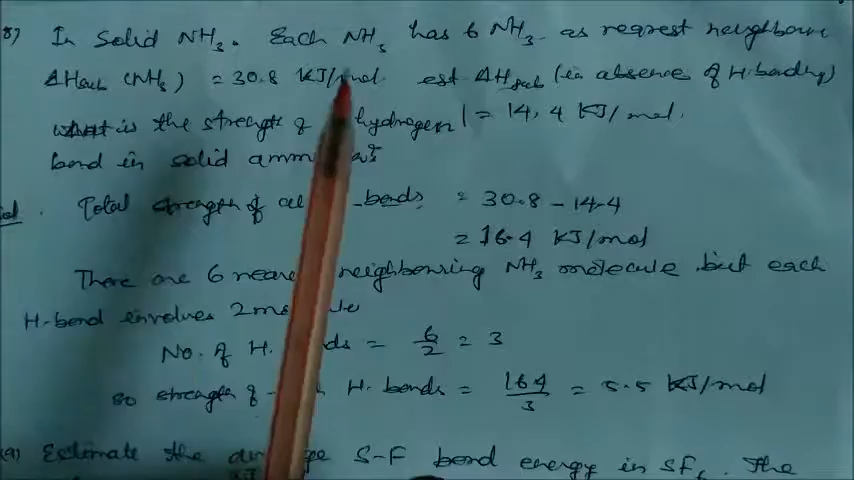 8) In Solid NH3. Each NH3 has 6 NH3 as nearest neighbour
ΔHsub (NH3) = 30.8 KJ/mol est ΔHsub (in absence of H-bonding)
what is the strength of hydrogen = 14.4 KJ/mol.
bond in solid
Sol. Total strength of all bonds = 30.8 - 14.4
= 16.4 KJ/mol
There are 6 neighbouring NH3 molecule but each
H-bond involves 2
No. of H. = 6/2 = 3
so strength of H. bonds = 16.4/3 = 5.5 KJ/mol
(9) Estimate the S-F bond energy in SF6. The